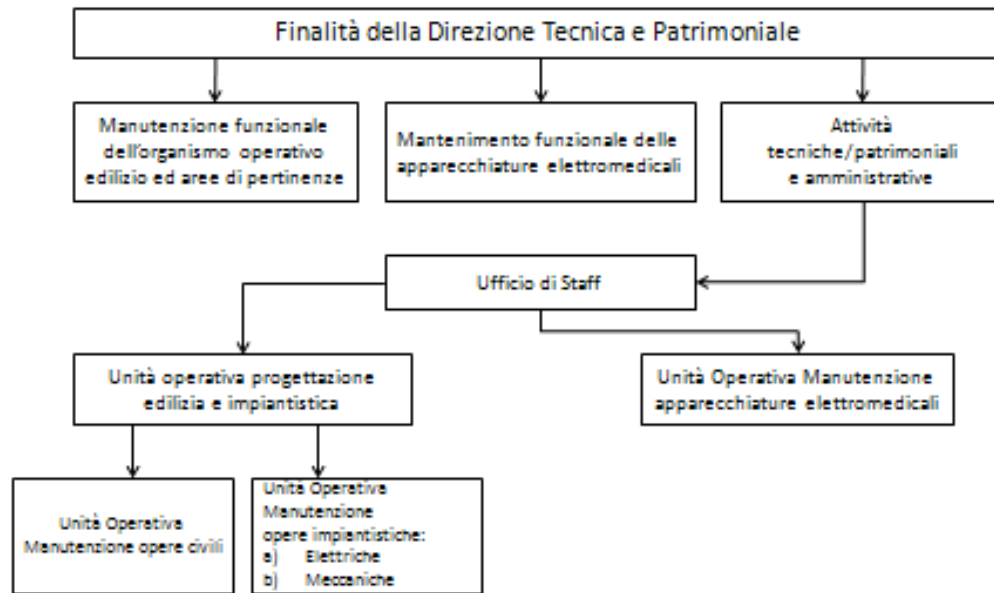 Finalità della Direzione Tecnica e Patrimoniale
Manutenzione funzionale
dell'organismo operativo
edilizio ed aree di pertinenze
Mantenimento funzionale delle
apparecchiature elettromedicali
Attività
tecniche/patrimoniali
e amministrative
Ufficio di Staff
Unità operativa progettazione
edilizia e impiantistica
Unità Operativa Manutenzione
apparecchiature elettromedicali
Unità Operativa
Manutenzione opere civili
Unità Operativa
Manutenzione
opere impiantistiche:
a) Elettriche
b) Meccaniche